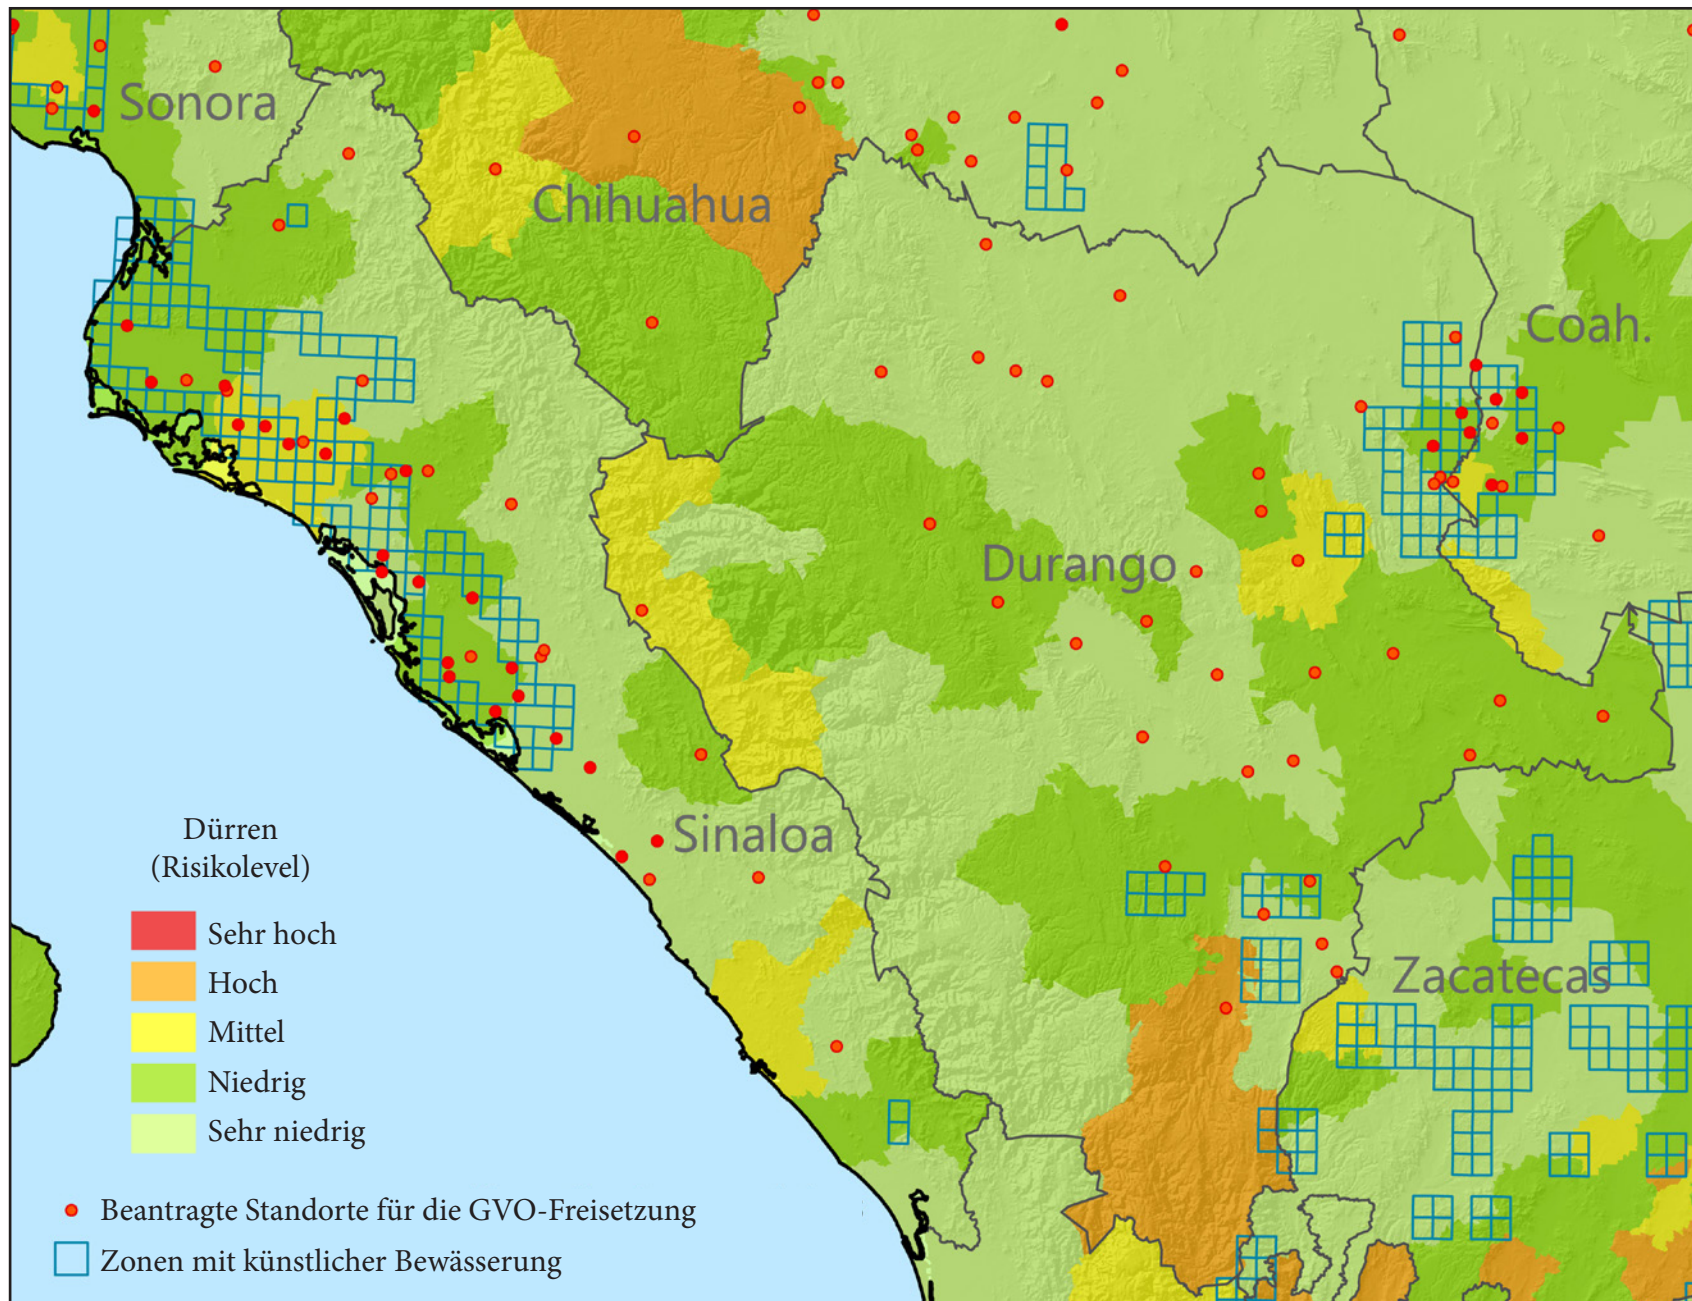 Sonora
Chihuahua
Coah.
Durango
Sinaloa
Zacatecas
Dürren
(Risikolevel)
Sehr hoch
Hoch
Mittel
Niedrig
Sehr niedrig
Beantragte Standorte für die GVO-Freisetzung
Zonen mit künstlicher Bewässerung